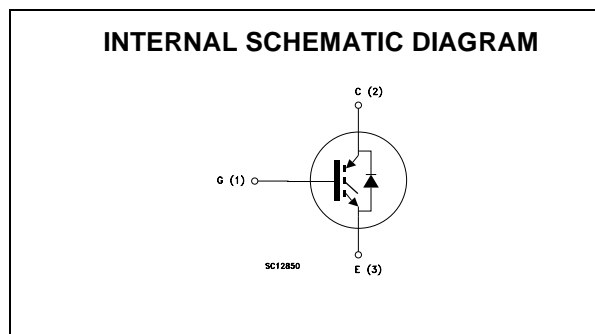 INTERNAL SCHEMATIC DIAGRAM
C (2)
G (1)
SC12850
E (3)